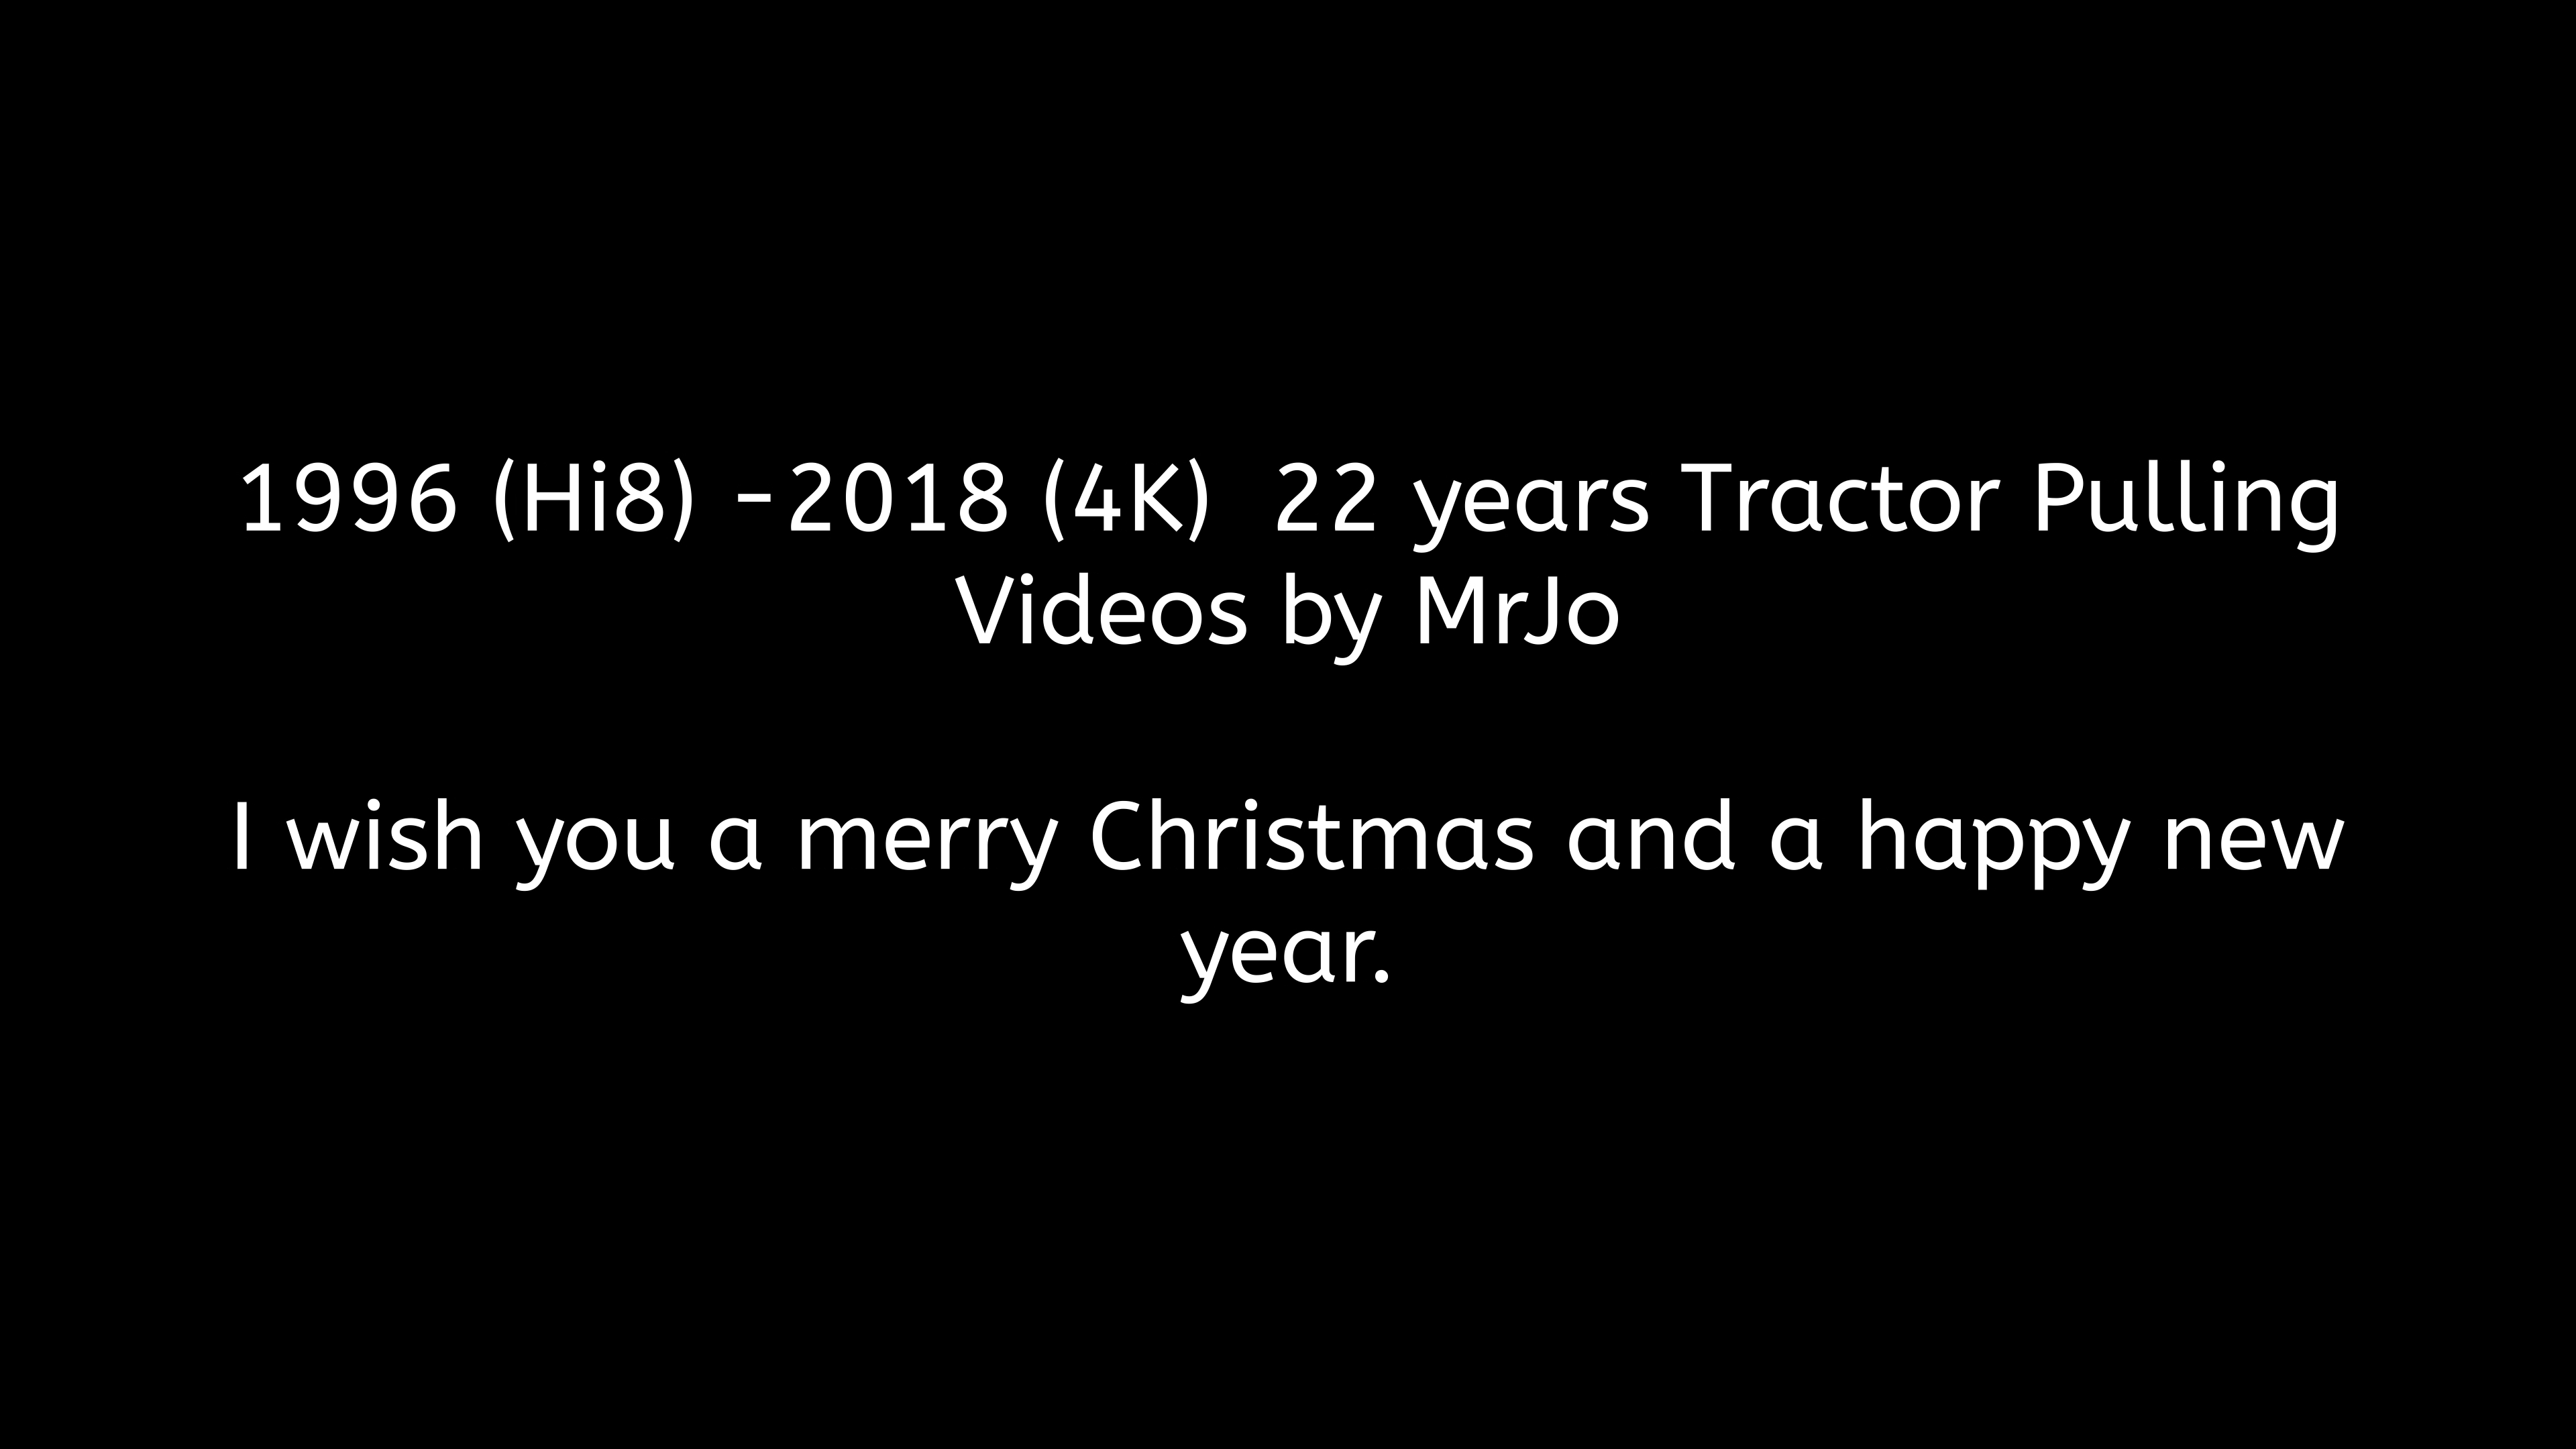 1996 (Hi8) -2018 (4K)  22 years Tractor Pulling
Videos by MrJo
I wish you a merry Christmas and a happy new
year.